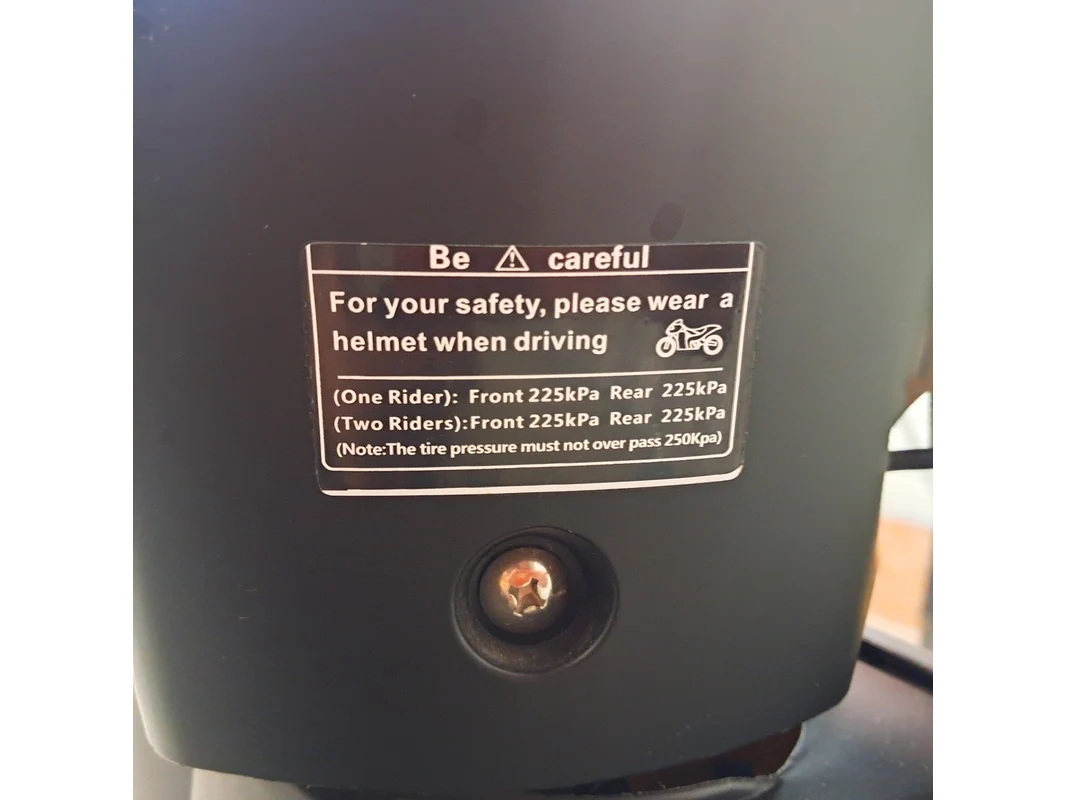 Be ⚠ careful
For your safety, please wear a
helmet when driving
(One Rider): Front 225kPa Rear 225kPa
(Two Riders):Front 225kPa Rear 225kPa
(Note:The tire pressure must not over pass 250Kpa)